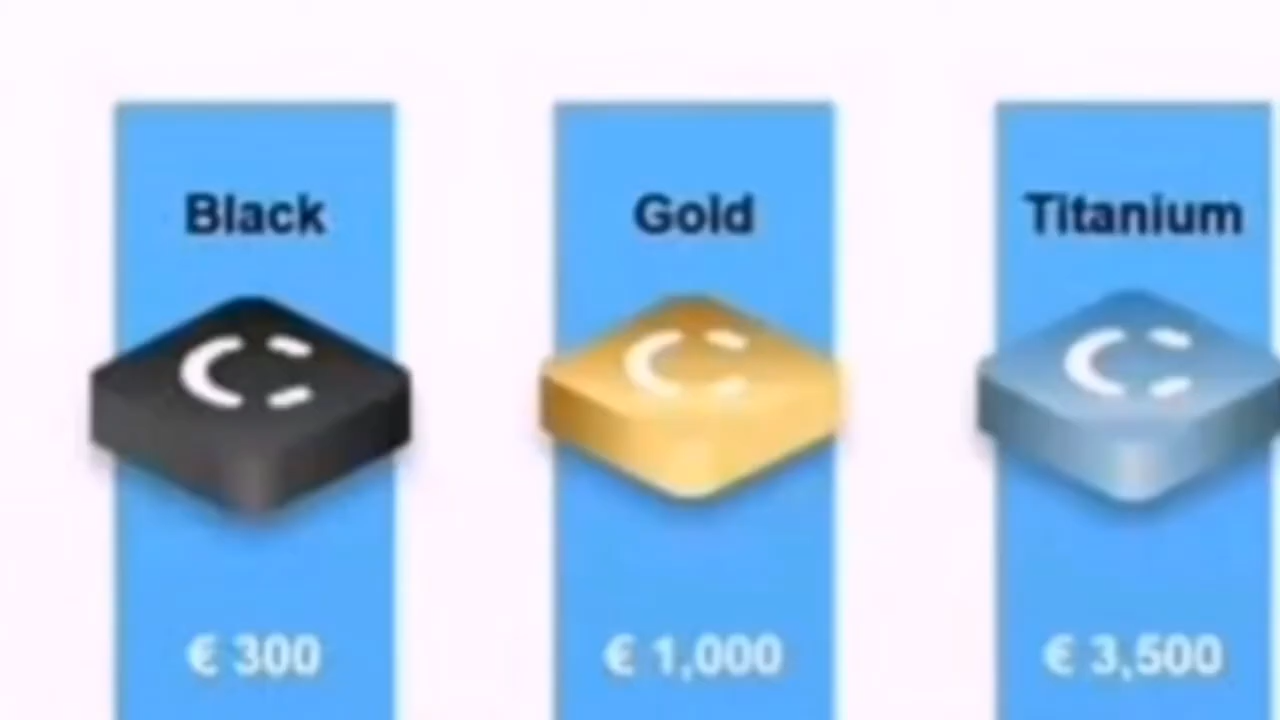 Black
Gold
Titanium
€ 300
€ 1,000
€ 3,500